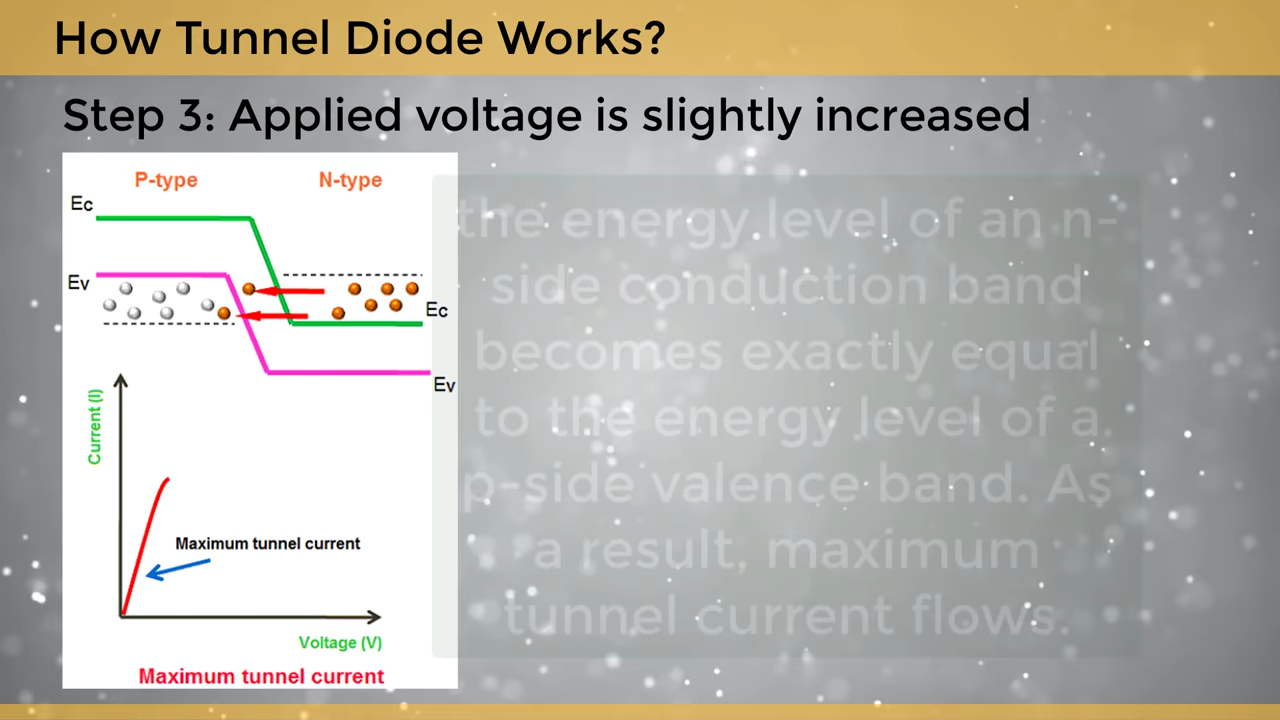 How Tunnel Diode Works?
Step 3: Applied voltage is slightly increased
P-type N-type
Ec
Ev
Ec
Ev
Current (I)
Maximum tunnel current
Voltage (V)
Maximum tunnel current
the energy level of an n-
side conduction band
becomes exactly equal
to the energy level of a
p-side valence band. As
a result, maximum
tunnel current flows.